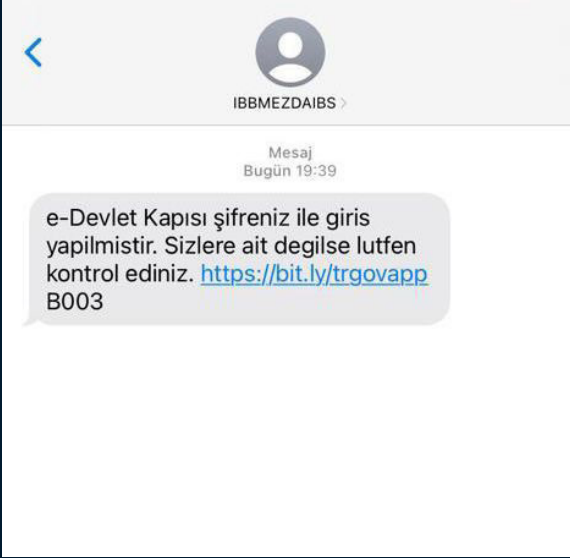 IBBMEZDAIBS
Mesaj
Bugün 19:39
e-Devlet Kapısı şifreniz ile giris
yapilmistir. Sizlere ait degilse lutfen
kontrol ediniz. https://bit.ly/trgovapp
B003